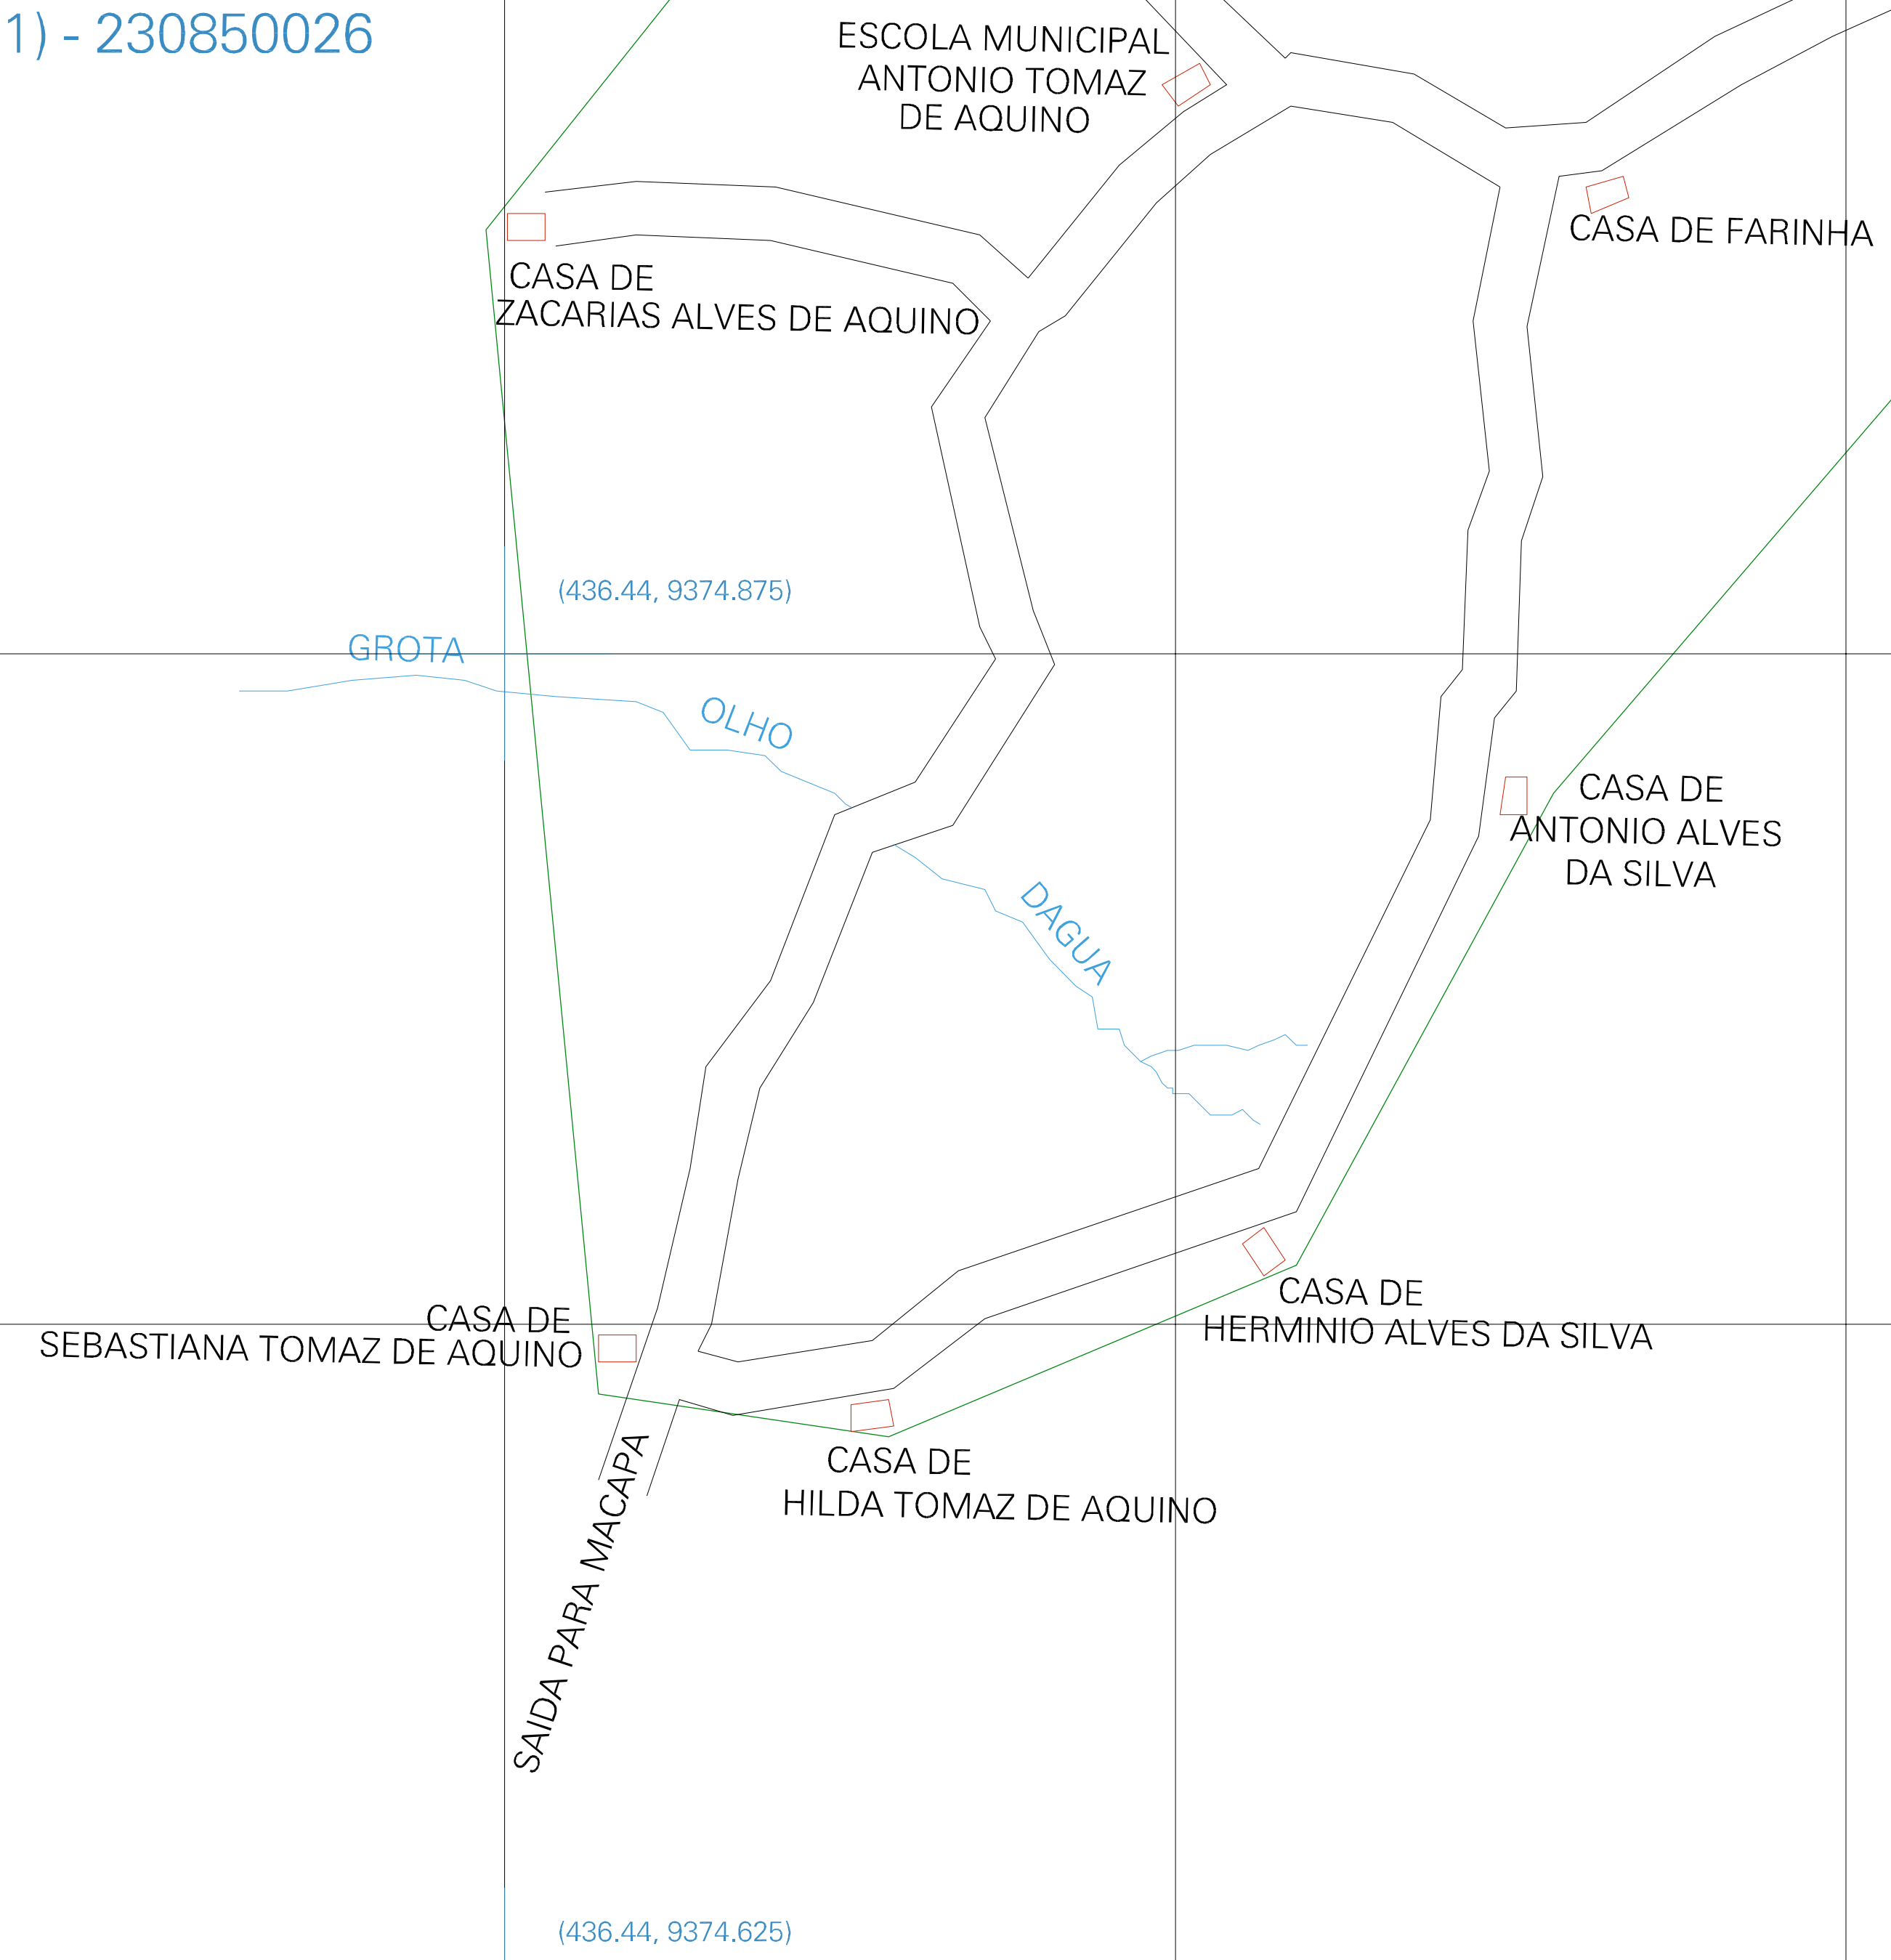 1) - 230850026
ESCOLA MUNICIPAL
ANTONIO TOMAZ
DE AQUINO
CASA DE FARINHA
CASA DE
ZACARIAS ALVES DE AQUINO
(436.44, 9374.875)
GROTA
OLHO
DAGUA
CASA DE
ANTONIO ALVES
DA SILVA
CASA DE
HERMINIO ALVES DA SILVA
CASA DE
SEBASTIANA TOMAZ DE AQUINO
CASA DE
HILDA TOMAZ DE AQUINO
SAIDA PARA MACAPA
(436.44, 9374.625)